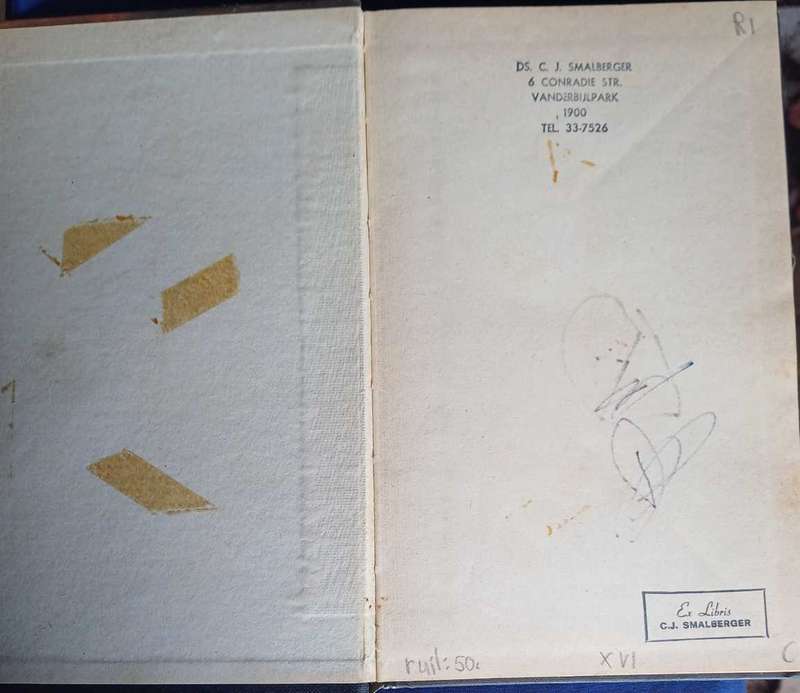 R1
DS. C. J. SMALBERGER
6 CONRADIE STR.
VANDERBIJLPARK
1900
TEL. 33-7526
Ex Libris
C.J. SMALBERGER
ruil: 50c
XVI
C